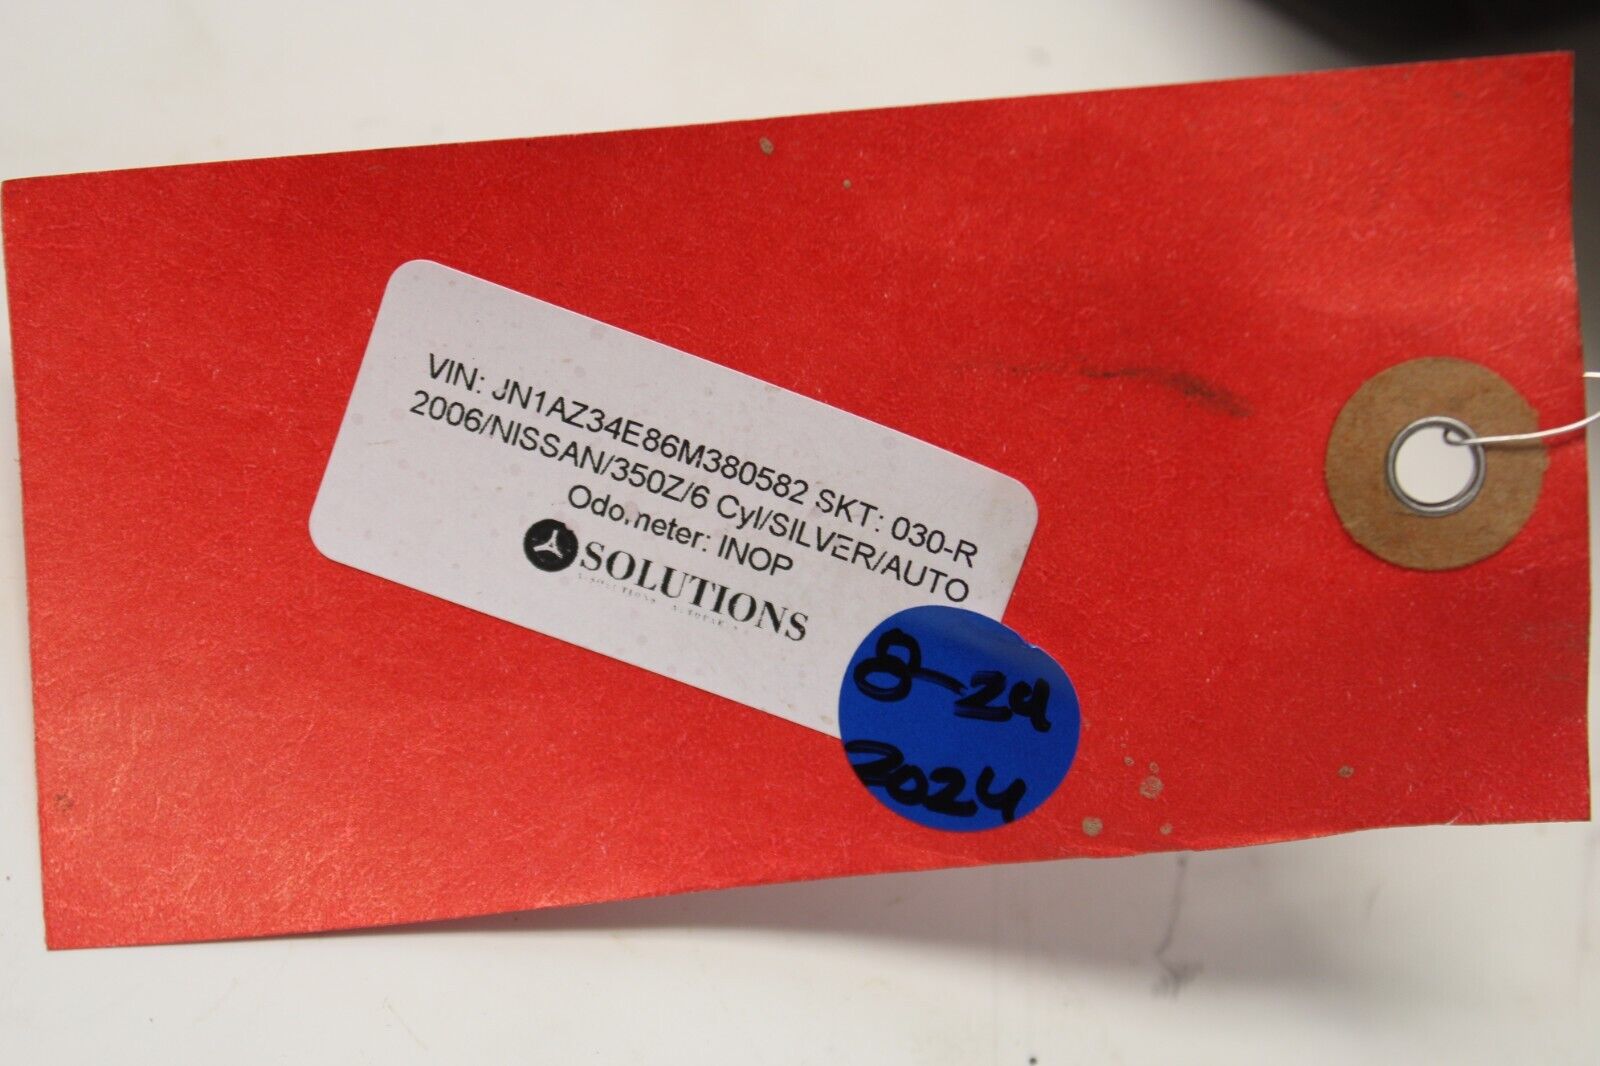 VIN: JN1AZ34E86M380582 SKT: 030-R
2006/NISSAN/350Z/6 Cyl/SILVER/AUTO
Odometer: INOP
SOLUTIONS
8-24
2024